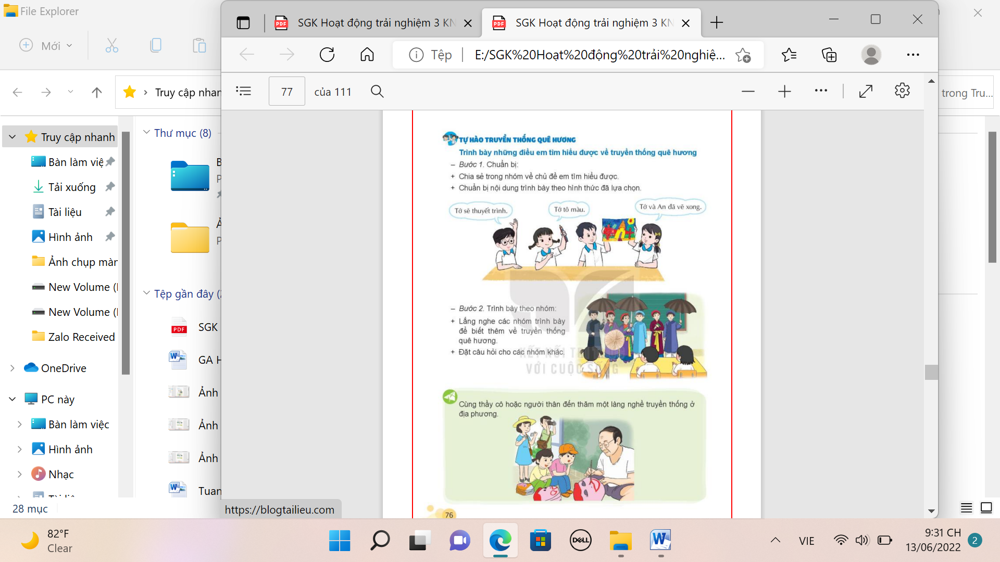 File Explorer
Mới
Truy cập nhan
trong Tru...
Truy cập nhanh
Bàn làm việ
Tải xuống
Tài liệu
Hình ảnh
Ảnh chụp màn
New Volume (
New Volume (
Zalo Received
OneDrive
PC này
Bàn làm việc
Hình ảnh
Nhạc
28 mục
Thư mục (8)
Tệp gần đây (
SGK
GA H
Ảnh
Ảnh
Ảnh
Tuan
SGK Hoạt động trải nghiệm 3 KN
SGK Hoạt động trải nghiệm 3 KN
Tệp
E:/SGK%20Hoạt%20động%20trải%20nghiệ...
77 của 111
TỰ HÀO TRUYỀN THỐNG QUÊ HƯƠNG
Trình bày những điều em tìm hiểu được về truyền thống quê hương
– Bước 1. Chuẩn bị:
+ Chia sẻ trong nhóm về chủ đề em tìm hiểu được.
+ Chuẩn bị nội dung trình bày theo hình thức đã lựa chọn.
Tớ sẽ thuyết trình.
Tớ tô màu.
Tớ và An đã vẽ xong.
– Bước 2. Trình bày theo nhóm:
+ Lắng nghe các nhóm trình bày
để biết thêm về truyền thống
quê hương.
+ Đặt câu hỏi cho các nhóm khác.
KẾT NỐI TRI THỨC
VỚI CUỘC SỐNG
Cùng thầy cô hoặc người thân đến thăm một làng nghề truyền thống ở
địa phương.
76
https://blogtailieu.com
82°F
Clear
DELL
VIE
9:31 CH
13/06/2022
2